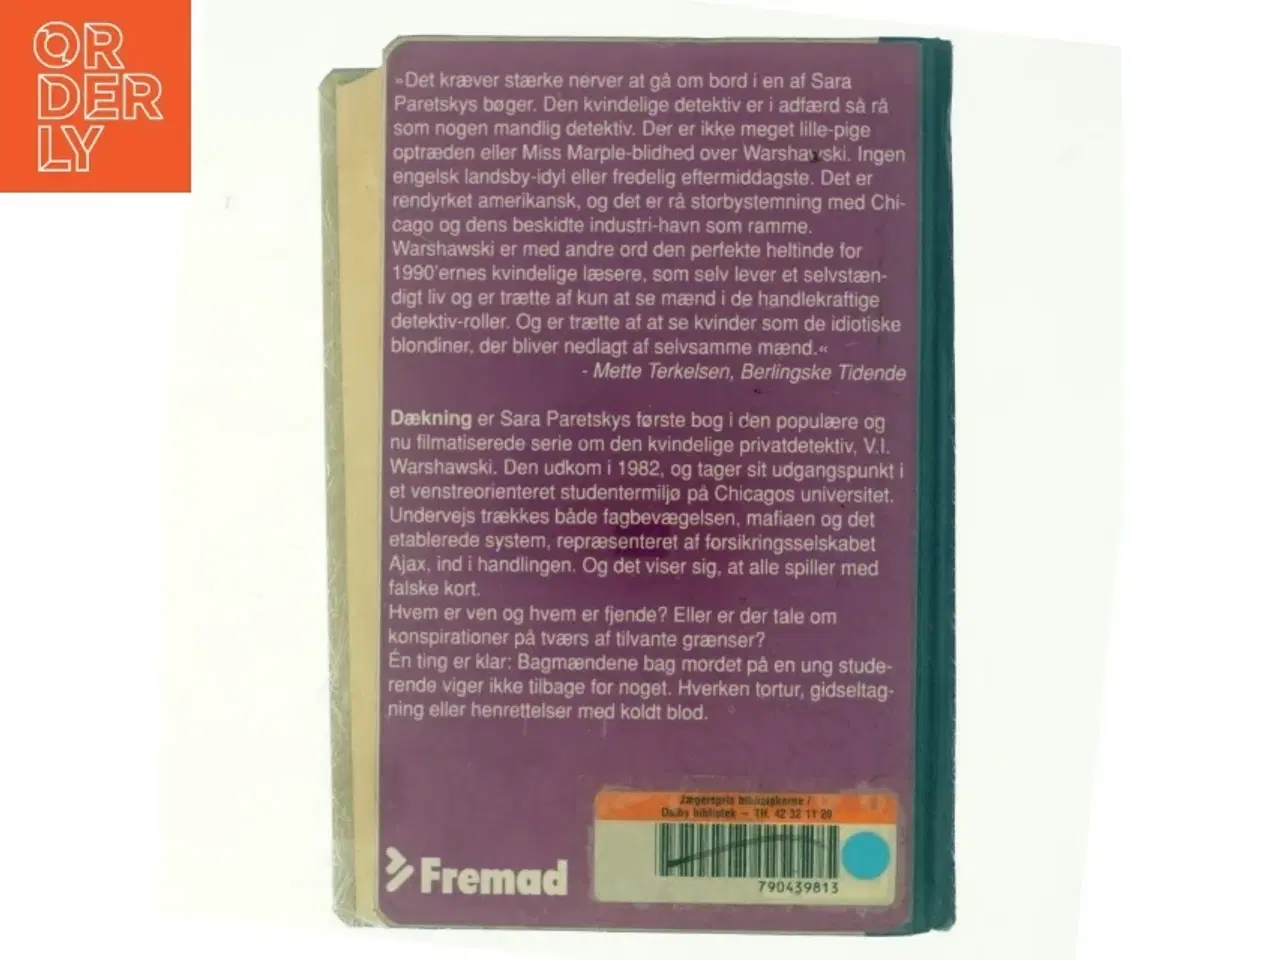 OR
DER
LY
»Det kræver stærke nerver at gå om bord i en af Sara
Paretskys bøger. Den kvindelige detektiv er i adfærd så rå
som nogen mandlig detektiv. Der er ikke meget lille-pige
optræden eller Miss Marple-blidhed over Warshawski. Ingen
engelsk landsby-idyl eller fredelig eftermiddagste. Det er
rendyrket amerikansk, og det er rå storbystemning med Chi-
cago og dens beskidte industri-havn som ramme.
Warshawski er med andre ord den perfekte heltinde for
1990'ernes kvindelige læsere, som selv lever et selvstæn-
digt liv og er trætte af kun at se mænd i de handlekraftige
detektiv-roller. Og er trætte af at se kvinder som de idiotiske
blondiner, der bliver nedlagt af selvsamme mænd.«
- Mette Terkelsen, Berlingske Tidende
Dækning er Sara Paretskys første bog i den populære og
nu filmatiserede serie om den kvindelige privatdetektiv, V.I.
Warshawski. Den udkom i 1982, og tager sit udgangspunkt i
et venstreorienteret studentermiljø på Chicagos universitet.
Undervejs trækkes både fagbevægelsen, mafiaen og det
etablerede system, repræsenteret af forsikringsselskabet
Ajax, ind i handlingen. Og det viser sig, at alle spiller med
falske kort.
Hvem er ven og hvem er fjende? Eller er der tale om
konspirationer på tværs af tilvante grænser?
Én ting er klar: Bagmændene bag mordet på en ung stude-
rende viger ikke tilbage for noget. Hverken tortur, gidseltag-
ning eller henrettelser med koldt blod.
Jægerspris bibliotekerne /
Dalby bibliotek - Tlf. 42 32 11 20
790439813
Fremad